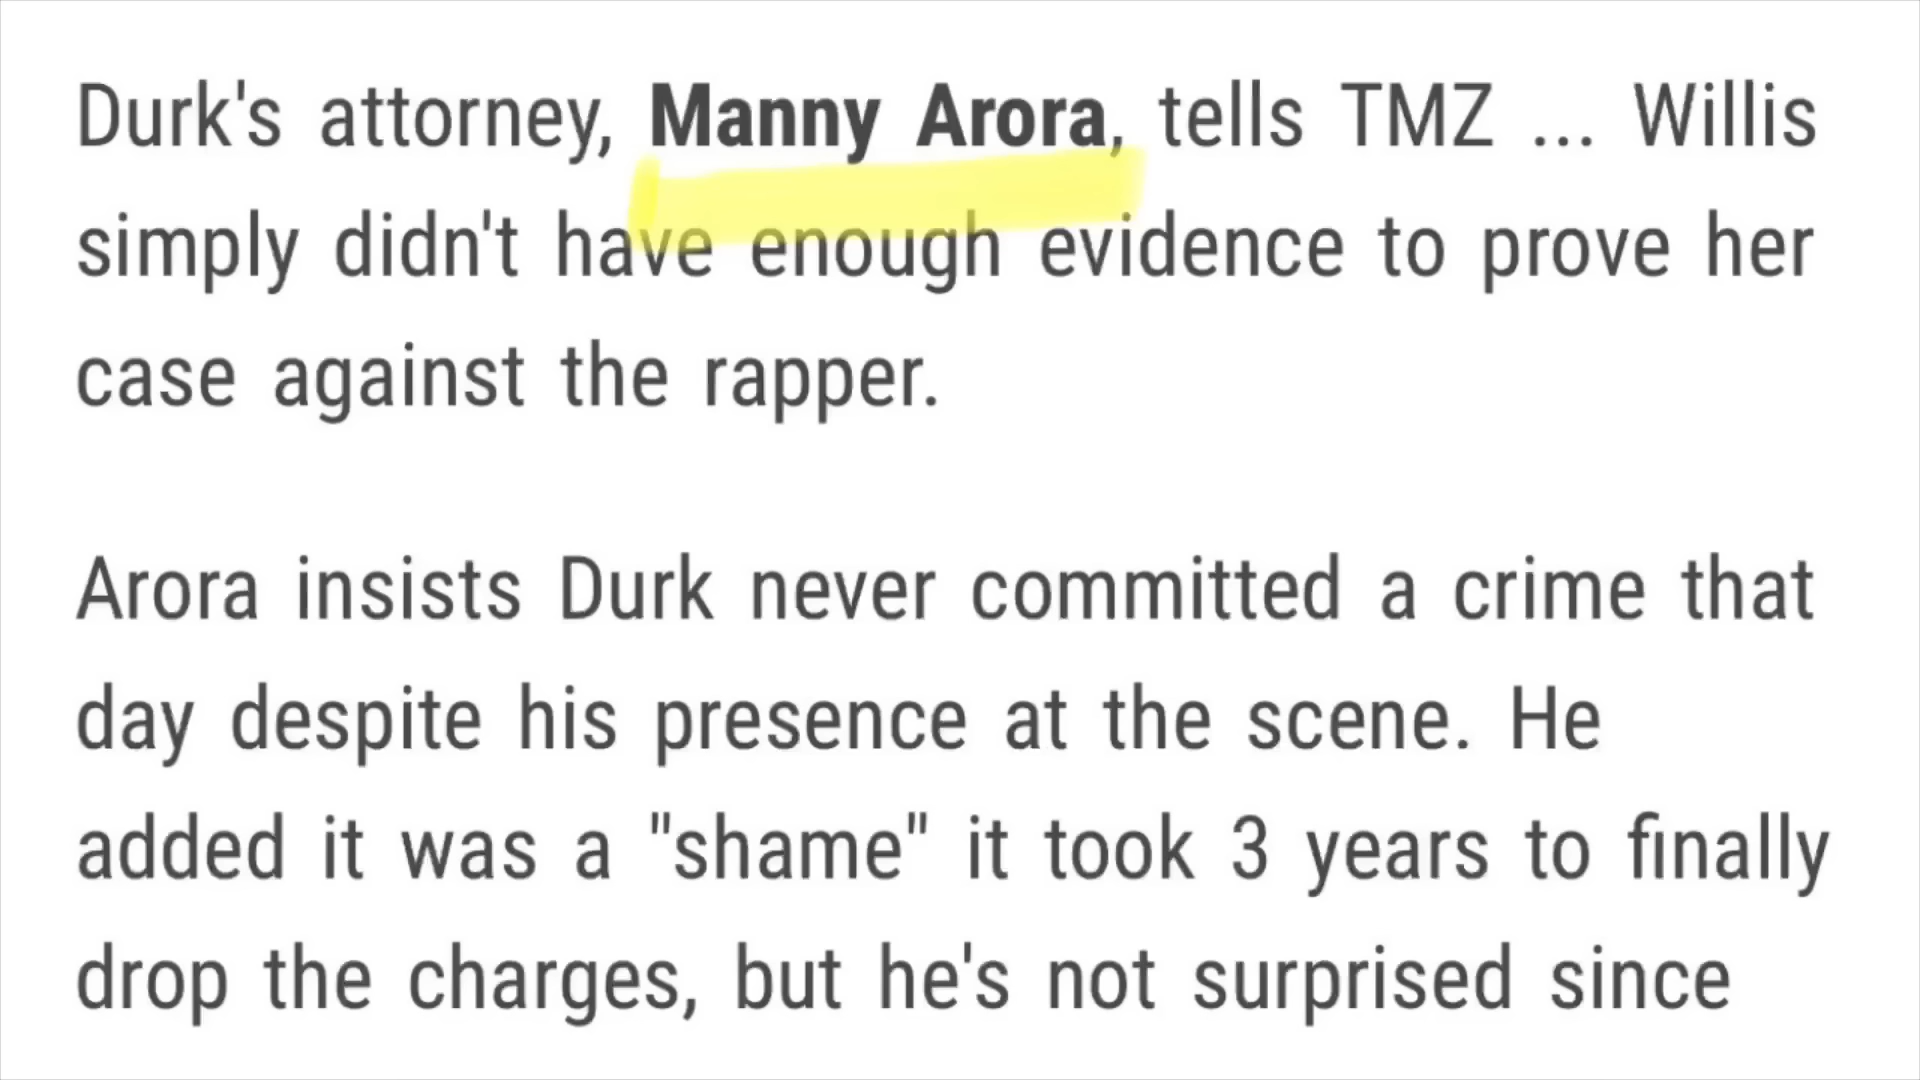 Durk's attorney, Manny Arora, tells TMZ ... Willis
simply didn't have enough evidence to prove her
case against the rapper.
Arora insists Durk never committed a crime that
day despite his presence at the scene. He
added it was a "shame" it took 3 years to finally
drop the charges, but he's not surprised since